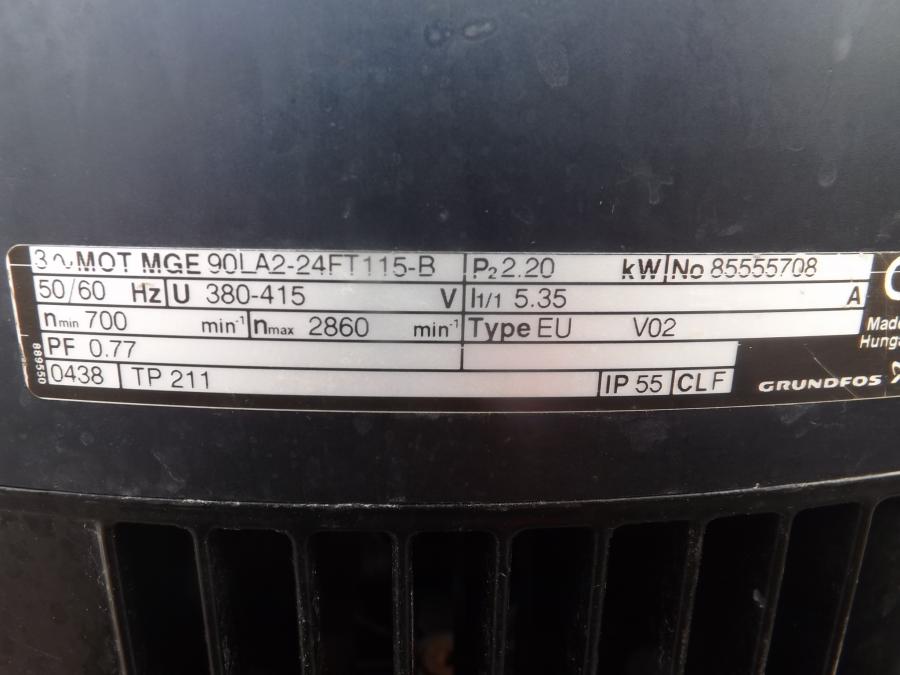 3∿MOT MGE 90LA2-24FT115-B P₂ 2.20 kW No 85555708
50/60 Hz U 380-415 V I1/1 5.35 A
nmin 700 min⁻¹ nmax 2860 min⁻¹ Type EU V02
Made
Hunga
PF 0.77
889550
0438 TP 211 IP 55 CL F
GRUNDFOS